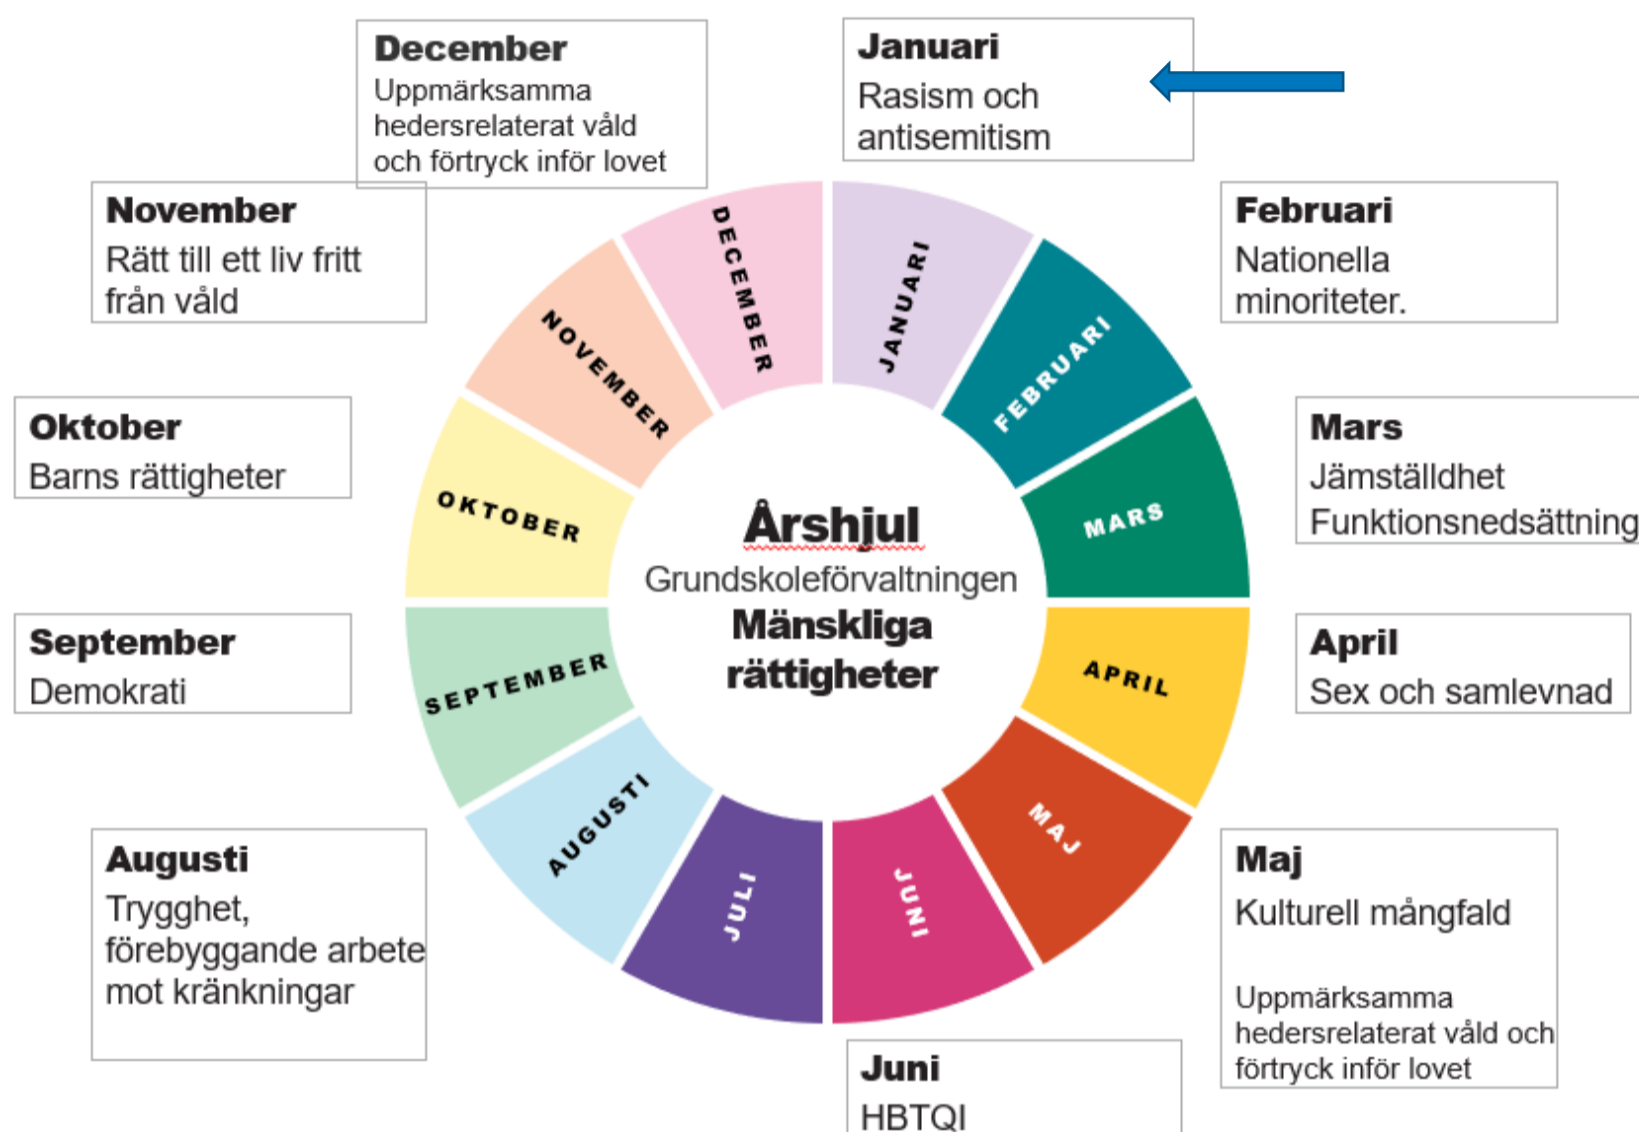 December
Uppmärksamma
hedersrelaterat våld
och förtryck inför lovet
Januari
Rasism och
antisemitism
November
Rätt till ett liv fritt
från våld
Februari
Nationella
minoriteter.
Oktober
Barns rättigheter
Mars
Jämställdhet
Funktionsnedsättning
September
Demokrati
April
Sex och samlevnad
Augusti
Trygghet,
förebyggande arbete
mot kränkningar
Maj
Kulturell mångfald
Uppmärksamma
hedersrelaterat våld och
förtryck inför lovet
Juni
HBTQI
Årshjul
Grundskoleförvaltningen
Mänskliga
rättigheter
JANUARI
FEBRUARI
MARS
APRIL
MAJ
JUNI
JULI
AUGUSTI
SEPTEMBER
OKTOBER
NOVEMBER
DECEMBER